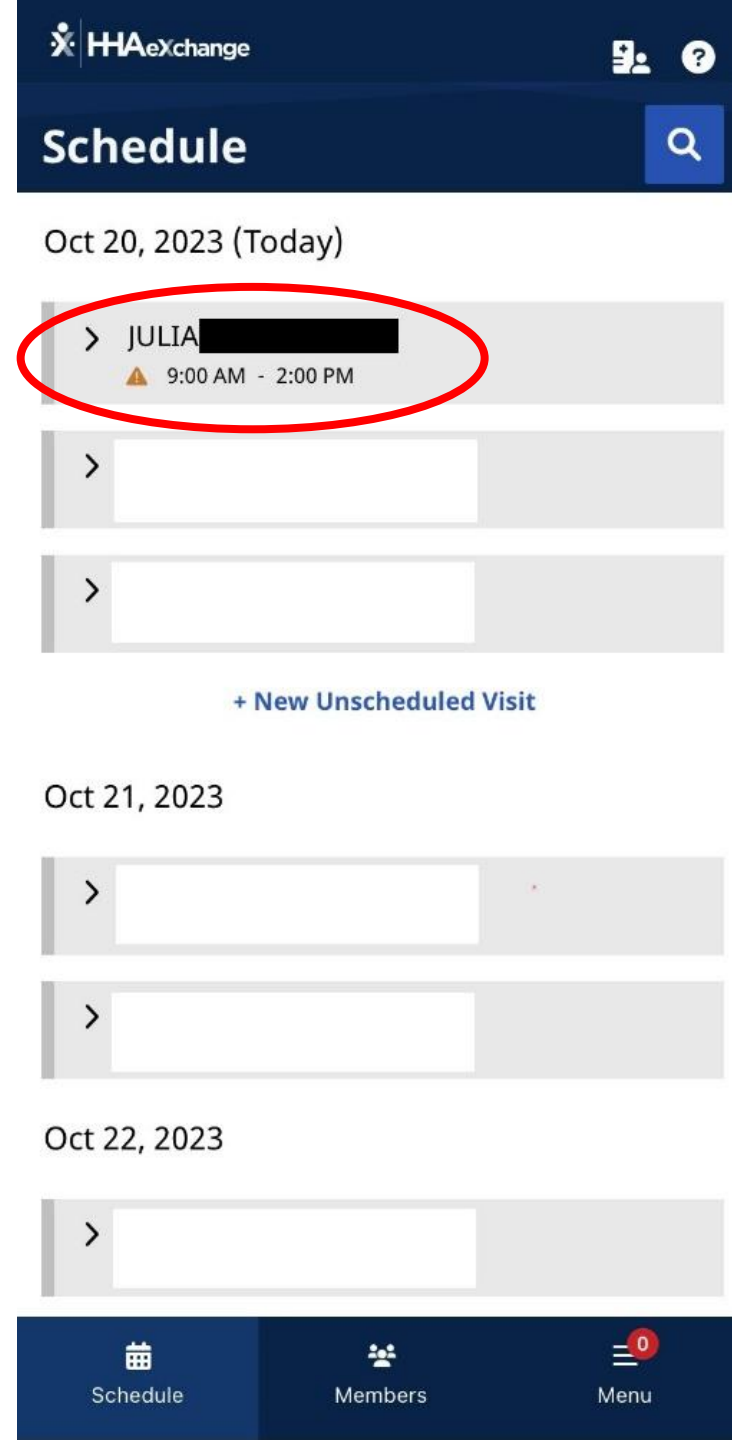 HHAeXchange
?
Schedule
Oct 20, 2023 (Today)
JULIA
9:00 AM - 2:00 PM
+ New Unscheduled Visit
Oct 21, 2023
Oct 22, 2023
0
Schedule Members Menu